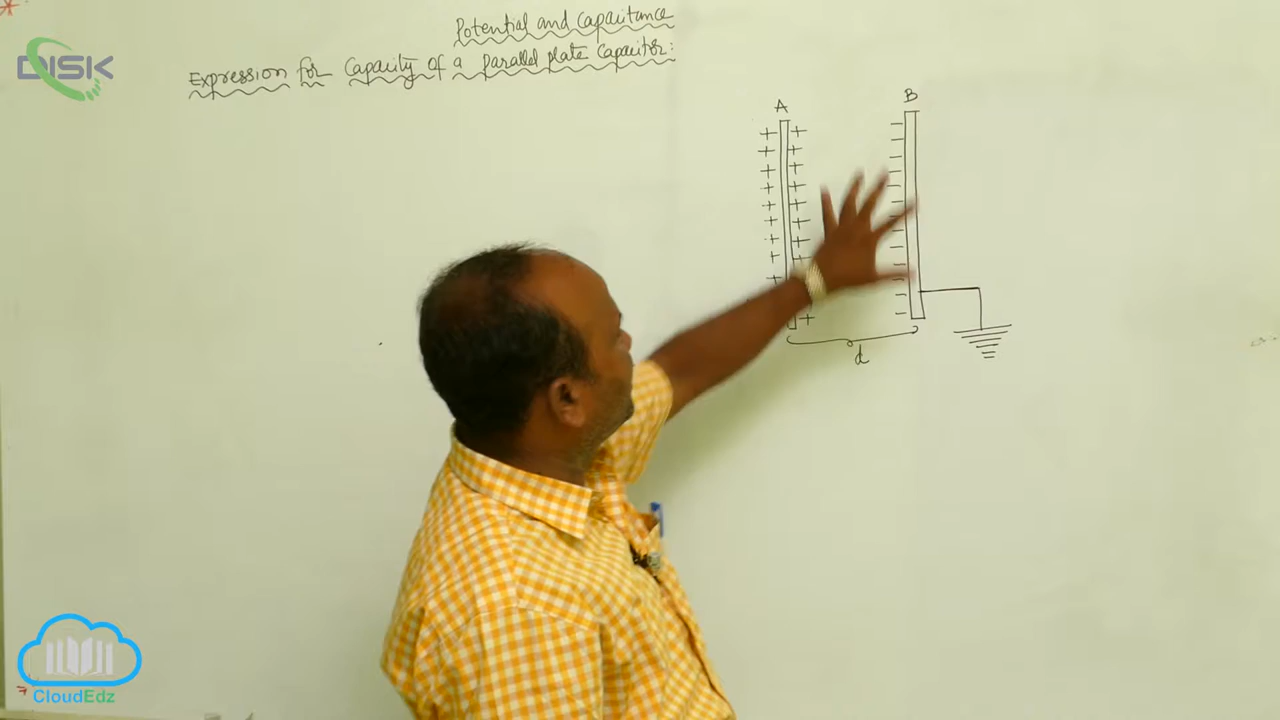 DISK
Potential and Capacitance
Expression for Capacity of a parallel plate Capacitor:
A
B
d
CloudEdz